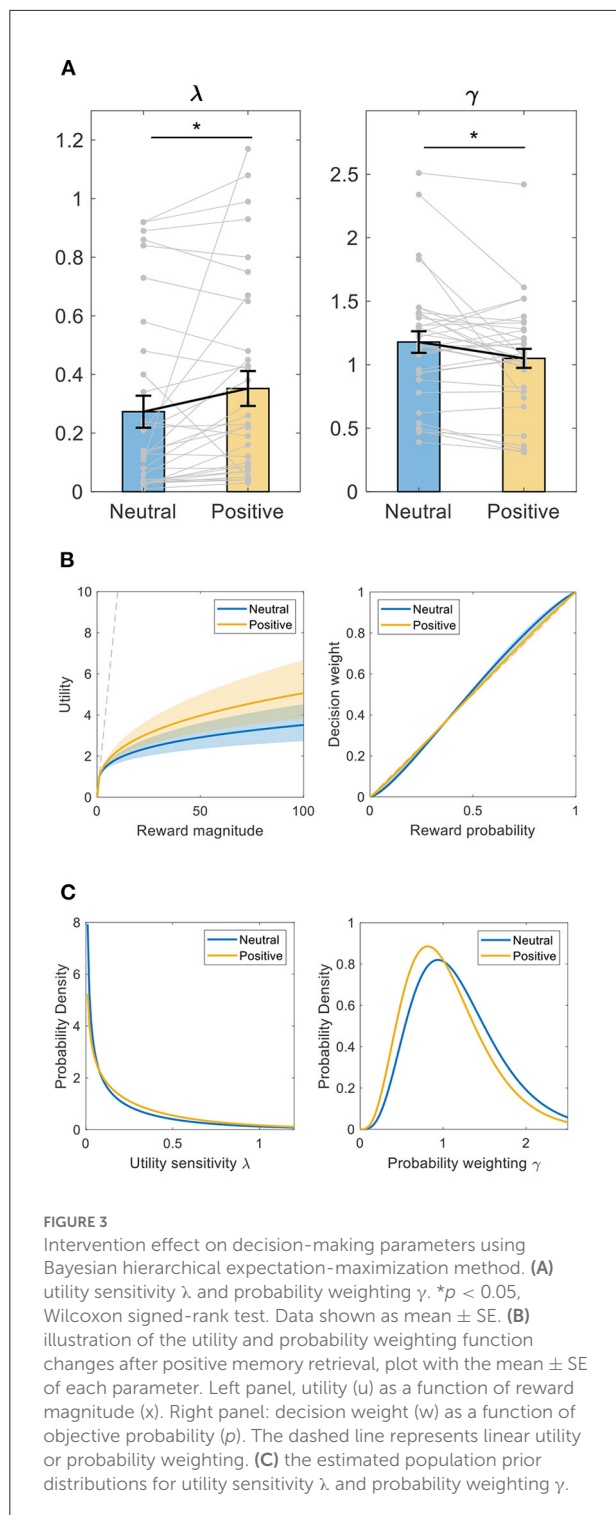 A
λ
*
1.2
1
0.8
0.6
0.4
0.2
0
Neutral Positive
γ
*
2.5
2
1.5
1
0.5
0
Neutral Positive
B
10
8
6
4
2
0
Utility
Neutral
Positive
0 50 100
Reward magnitude
1
0.8
0.6
0.4
0.2
0
Decision weight
Neutral
Positive
0 0.5 1
Reward probability
C
8
6
4
2
0
Probability Density
Neutral
Positive
0 0.5 1
Utility sensitivity λ
1
0.8
0.6
0.4
0.2
0
Probability Density
Neutral
Positive
0 1 2
Probability weighting γ
FIGURE 3
Intervention effect on decision-making parameters using
Bayesian hierarchical expectation-maximization method. (A)
utility sensitivity λ and probability weighting γ. *p < 0.05,
Wilcoxon signed-rank test. Data shown as mean ± SE. (B)
illustration of the utility and probability weighting function
changes after positive memory retrieval, plot with the mean ± SE
of each parameter. Left panel, utility (u) as a function of reward
magnitude (x). Right panel: decision weight (w) as a function of
objective probability (p). The dashed line represents linear utility
or probability weighting. (C) the estimated population prior
distributions for utility sensitivity λ and probability weighting γ.